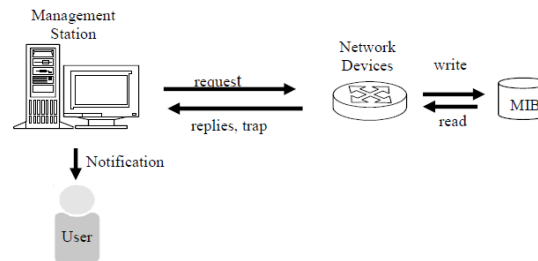 Management
Station
Network
Devices
write
request
MIB
replies, trap
read
Notification
User